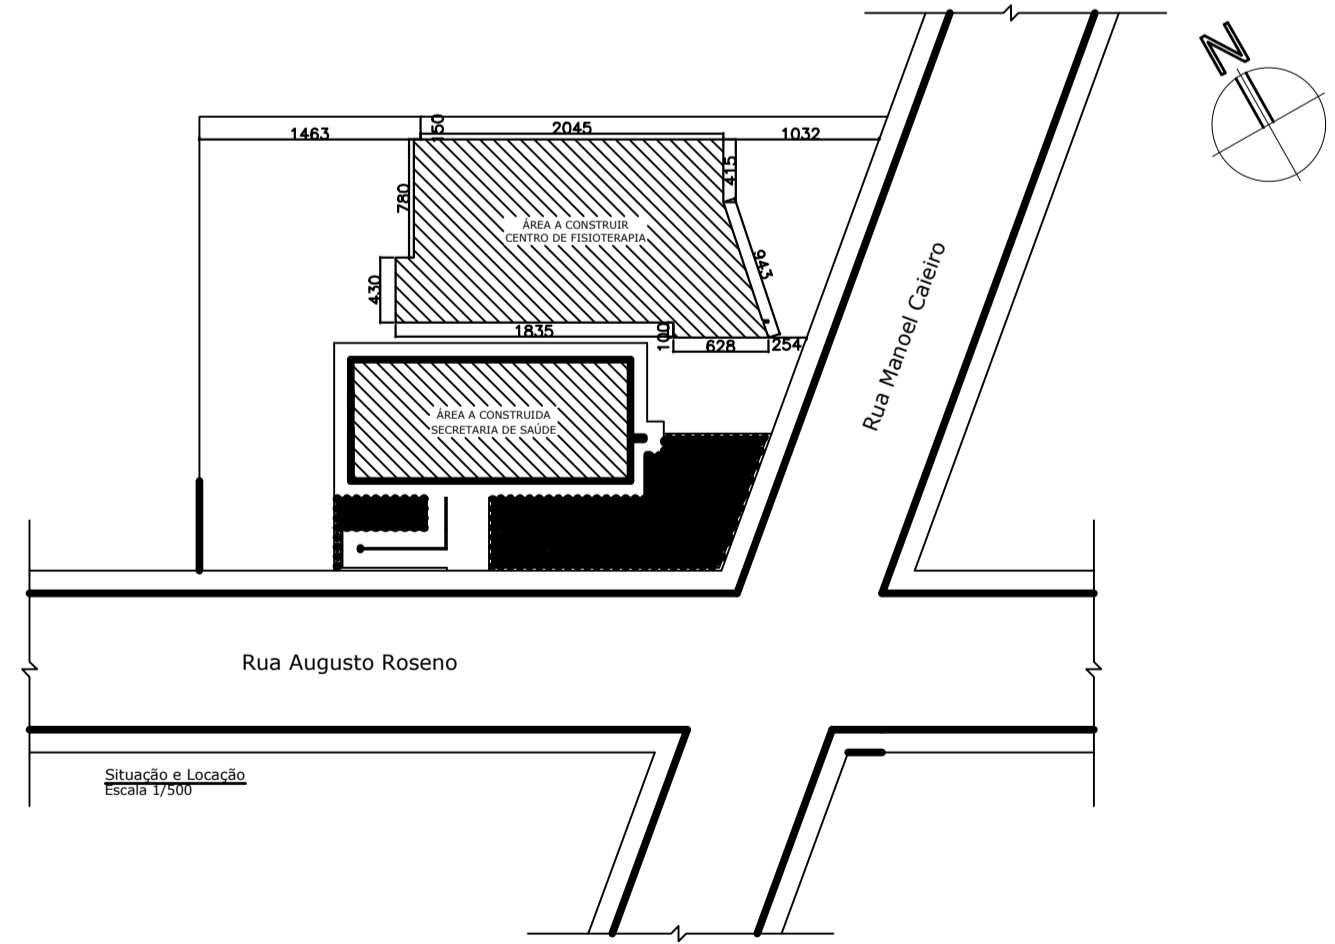 N
1463
150
2045
1032
415
780
ÁREA A CONSTRUIR
CENTRO DE FISIOTERAPIA
943
430
1835
100
628
254
Rua Manoel Caieiro
ÁREA A CONSTRUIDA
SECRETARIA DE SAÚDE
Rua Augusto Roseno
Situação e Locação
Escala 1/500